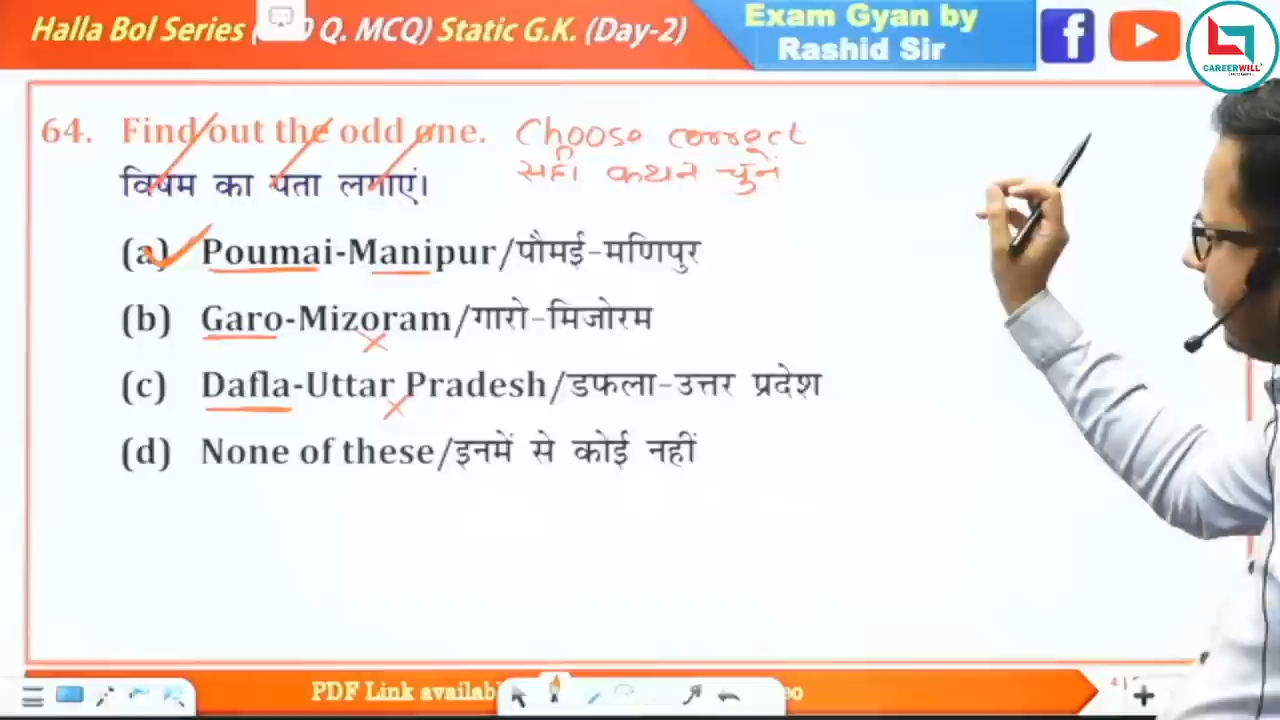 Halla Bol Series ( 0 Q. MCQ) Static G.K. (Day-2)
Exam Gyan by
Rashid Sir
CAREERWILL
64. Find out the odd one. Choose correct
विषम का पता लगाएं। सही कथन चुनें
(a) Poumai-Manipur/पौमई-मणिपुर
(b) Garo-Mizoram/गारो-मिजोरम
(c) Dafla-Uttar Pradesh/डफला-उत्तर प्रदेश
(d) None of these/इनमें से कोई नहीं
PDF Link